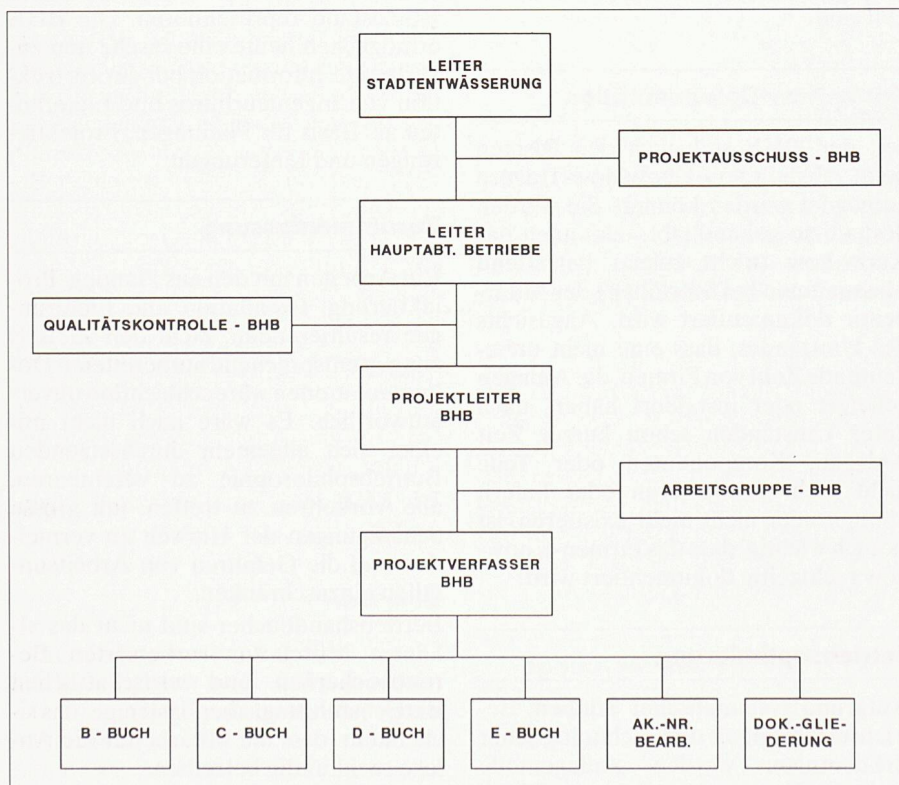 LEITER
STADTENTWÄSSERUNG
PROJEKTAUSSCHUSS - BHB
LEITER
HAUPTABT. BETRIEBE
QUALITÄTSKONTROLLE - BHB
PROJEKTLEITER
BHB
ARBEITSGRUPPE - BHB
PROJEKTVERFASSER
BHB
B - BUCH
C - BUCH
D - BUCH
E - BUCH
AK.-NR.
BEARB.
DOK.-GLIE-
DERUNG